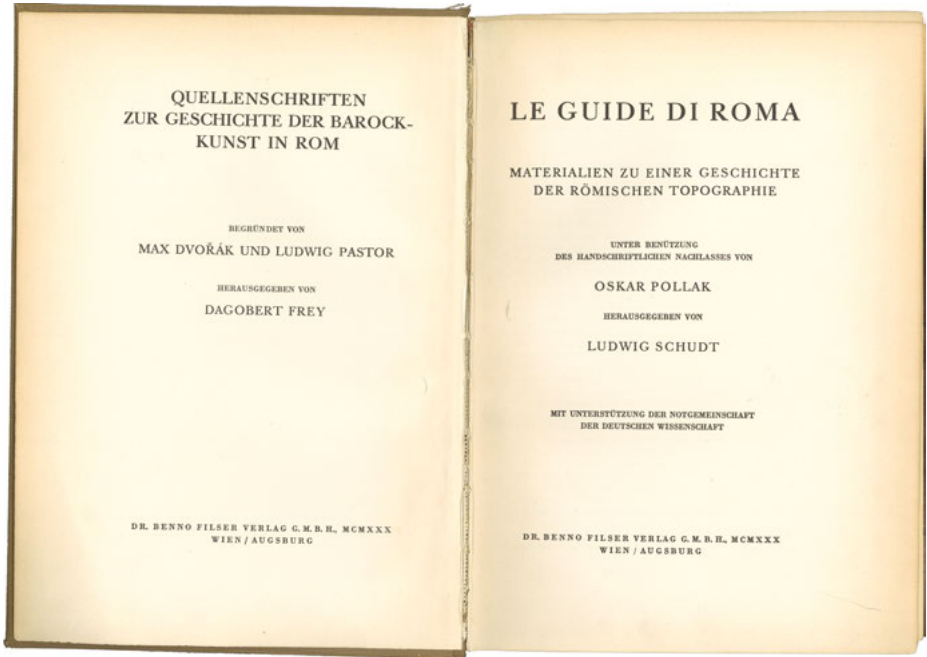 QUELLENSCHRIFTEN
ZUR GESCHICHTE DER BAROCK-
KUNST IN ROM
BEGRÜNDET VON
MAX DVOŘÁK UND LUDWIG PASTOR
HERAUSGEGEBEN VON
DAGOBERT FREY
DR. BENNO FILSER VERLAG G. M. B. H., MCMXXX
WIEN / AUGSBURG
LE GUIDE DI ROMA
MATERIALIEN ZU EINER GESCHICHTE
DER RÖMISCHEN TOPOGRAPHIE
UNTER BENÜTZUNG
DES HANDSCHRIFTLICHEN NACHLASSES VON
OSKAR POLLAK
HERAUSGEGEBEN VON
LUDWIG SCHUDT
MIT UNTERSTÜTZUNG DER NOTGEMEINSCHAFT
DER DEUTSCHEN WISSENSCHAFT
DR. BENNO FILSER VERLAG G. M. B. H., MCMXXX
WIEN / AUGSBURG